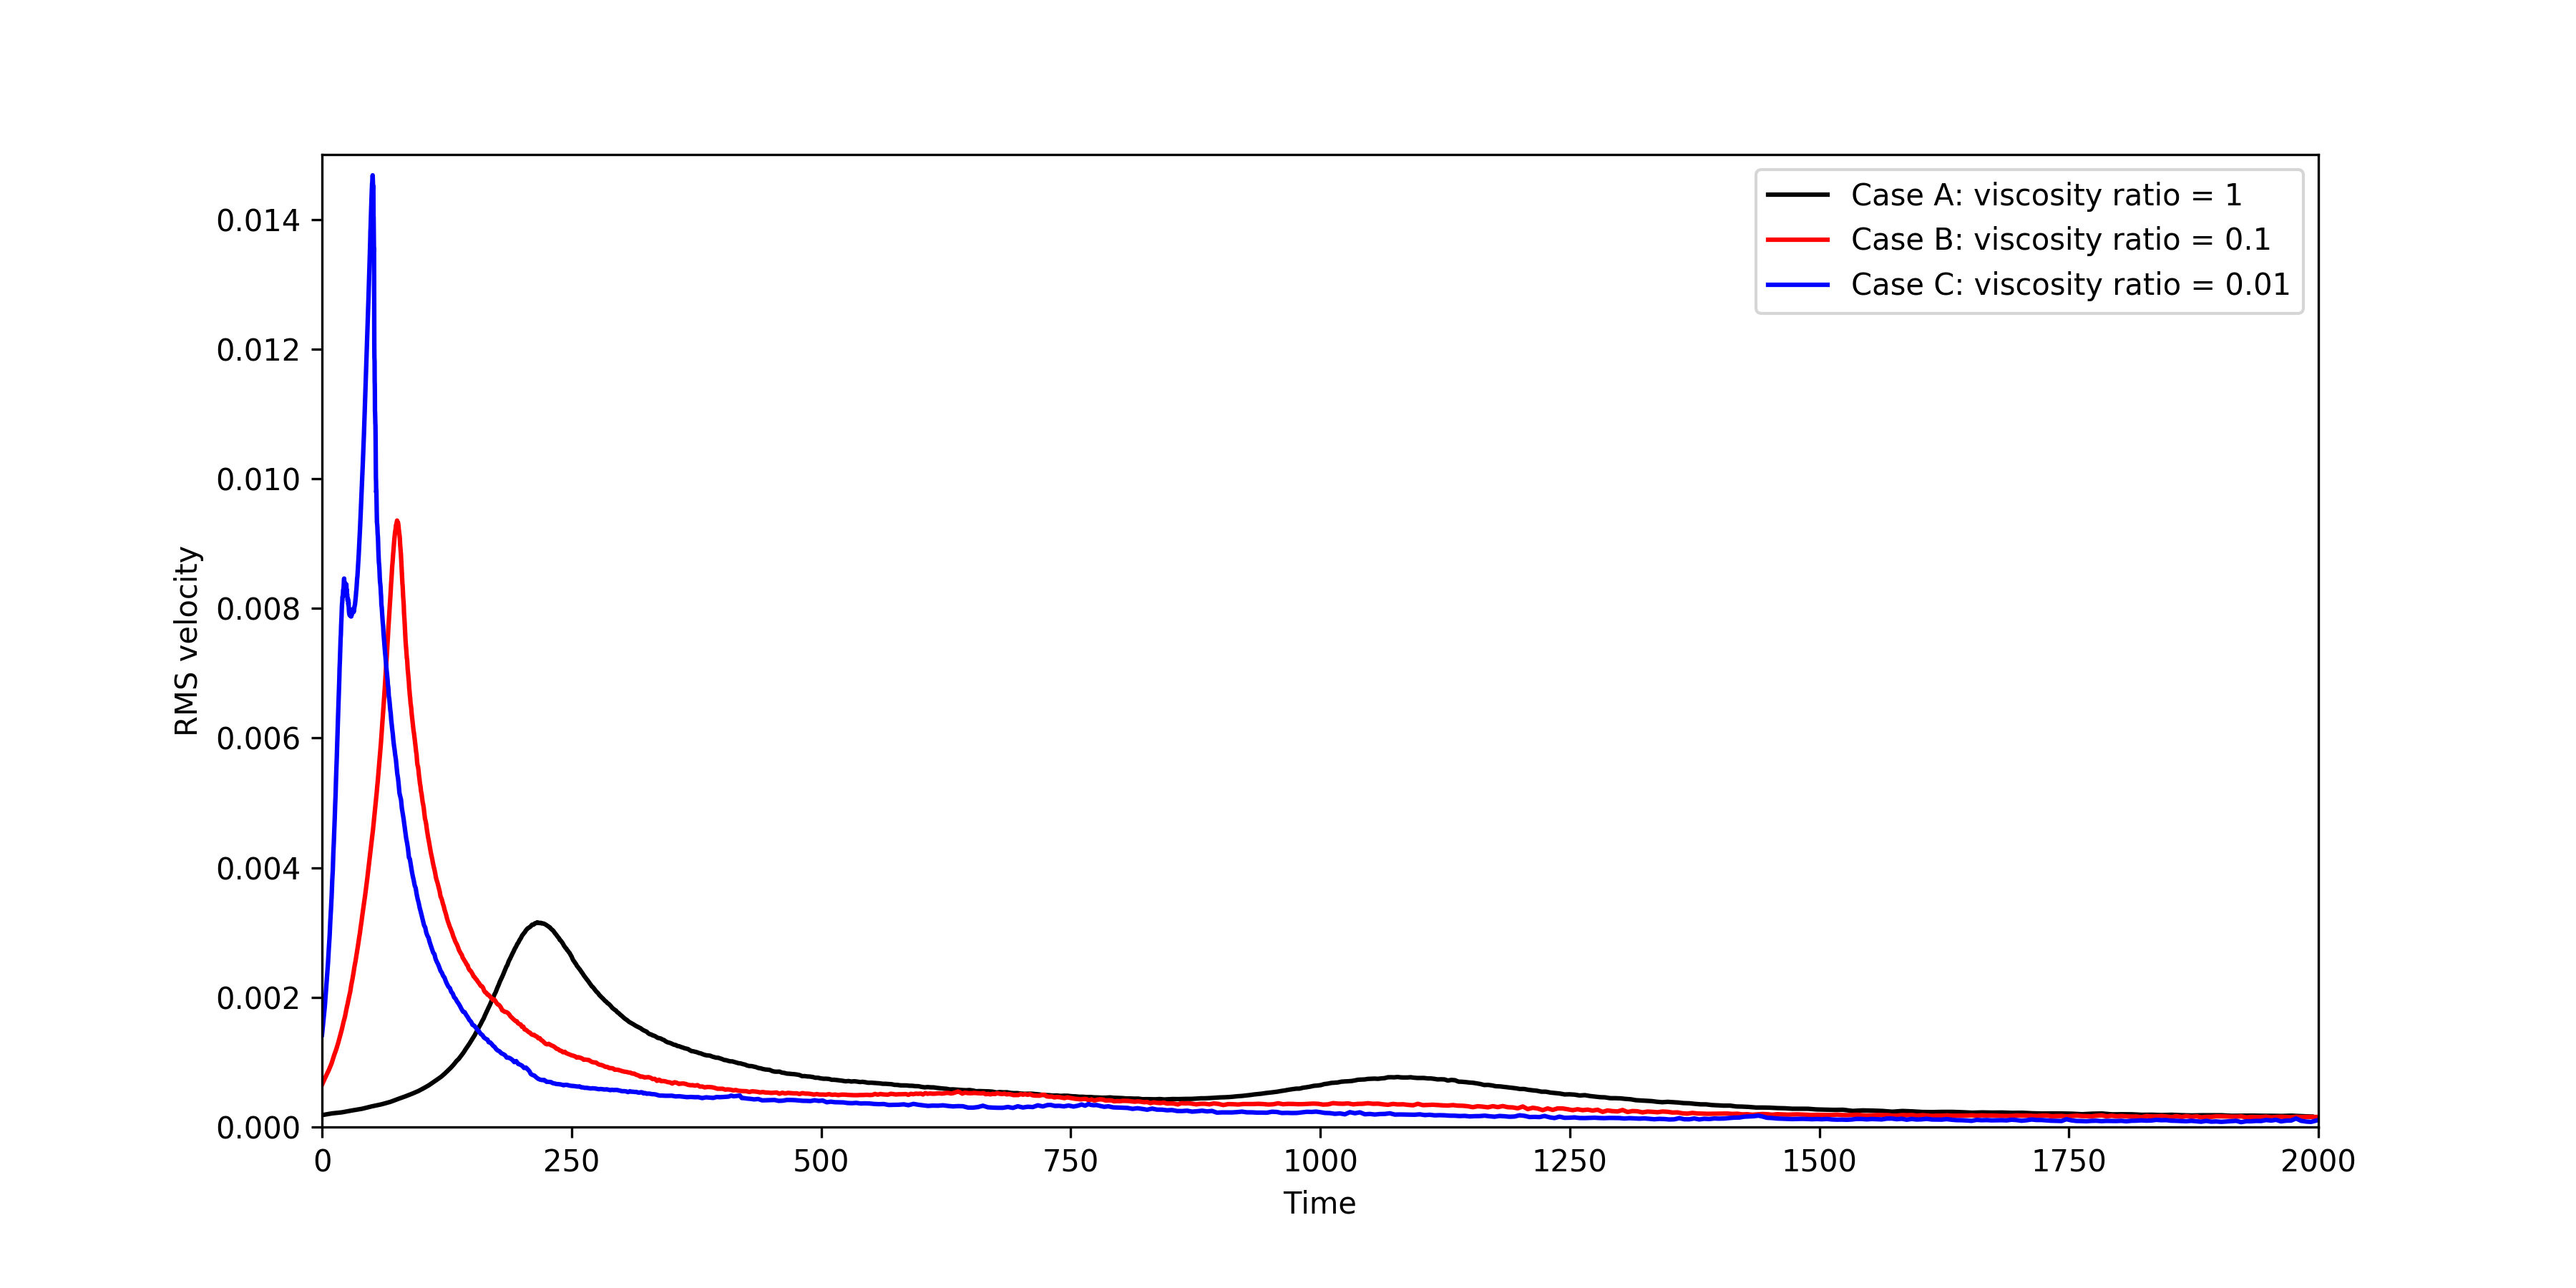 0.014
0.012
0.010
0.008
0.006
0.004
0.002
0.000
RMS velocity
Case A: viscosity ratio = 1
Case B: viscosity ratio = 0.1
Case C: viscosity ratio = 0.01
0 250 500 750 1000 1250 1500 1750 2000
Time